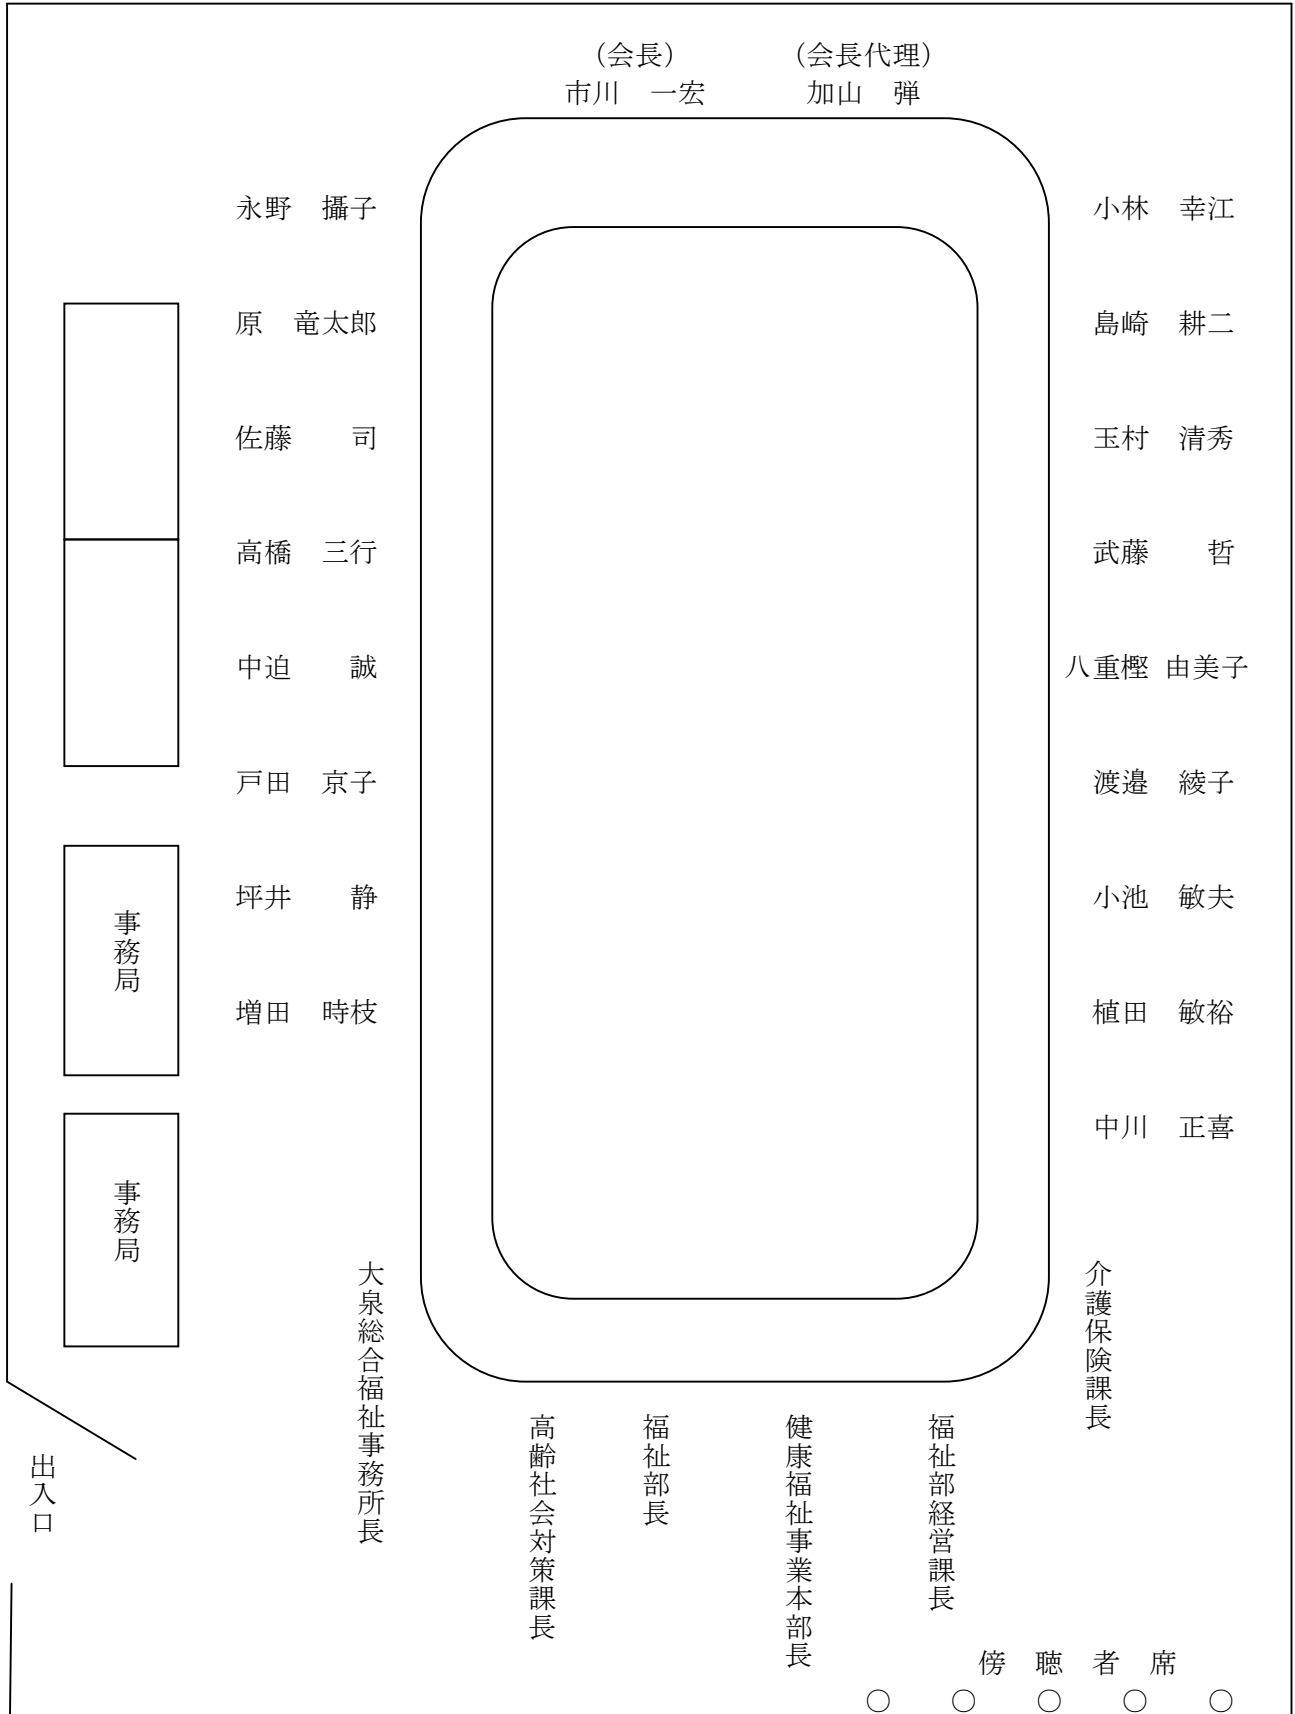 （会長）　（会長代理）
市川　一宏　加山　弾
永野　攝子　小林　幸江
原　竜太郎　島崎　耕二
佐藤　　司　玉村　清秀
高橋　三行　武藤　　哲
中迫　　誠　八重樫 由美子
戸田　京子　渡邉　綾子
坪井　　静　小池　敏夫
増田　時枝　植田　敏裕
中川　正喜
事務局
事務局
大泉総合福祉事務所長
高齢社会対策課長
福祉部長
健康福祉事業本部長
福祉部経営課長
介護保険課長
出入口
傍　聴　者　席
○　○　○　○　○